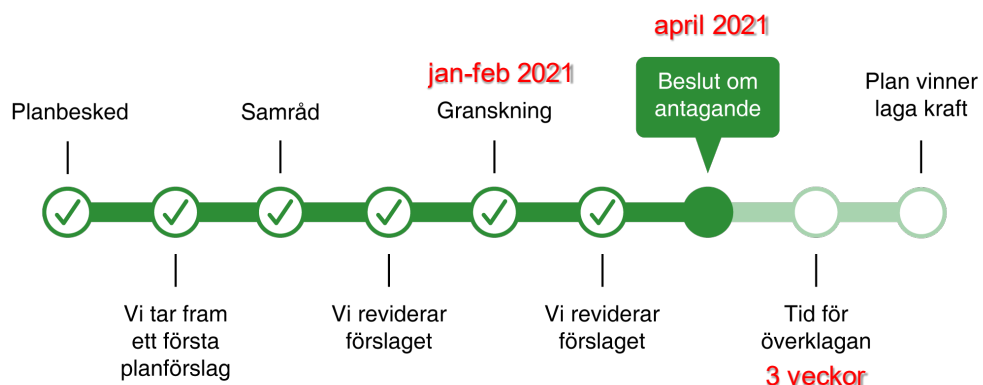 april 2021
jan-feb 2021
Beslut om
antagande
Plan vinner
laga kraft
Planbesked
Samråd
Granskning
Vi tar fram
ett första
planförslag
Vi reviderar
förslaget
Vi reviderar
förslaget
Tid för
överklagan
3 veckor